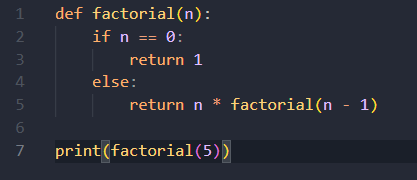 1 def factorial(n):
2     if n == 0:
3         return 1
4     else:
5         return n * factorial(n - 1)
6
7 print(factorial(5))